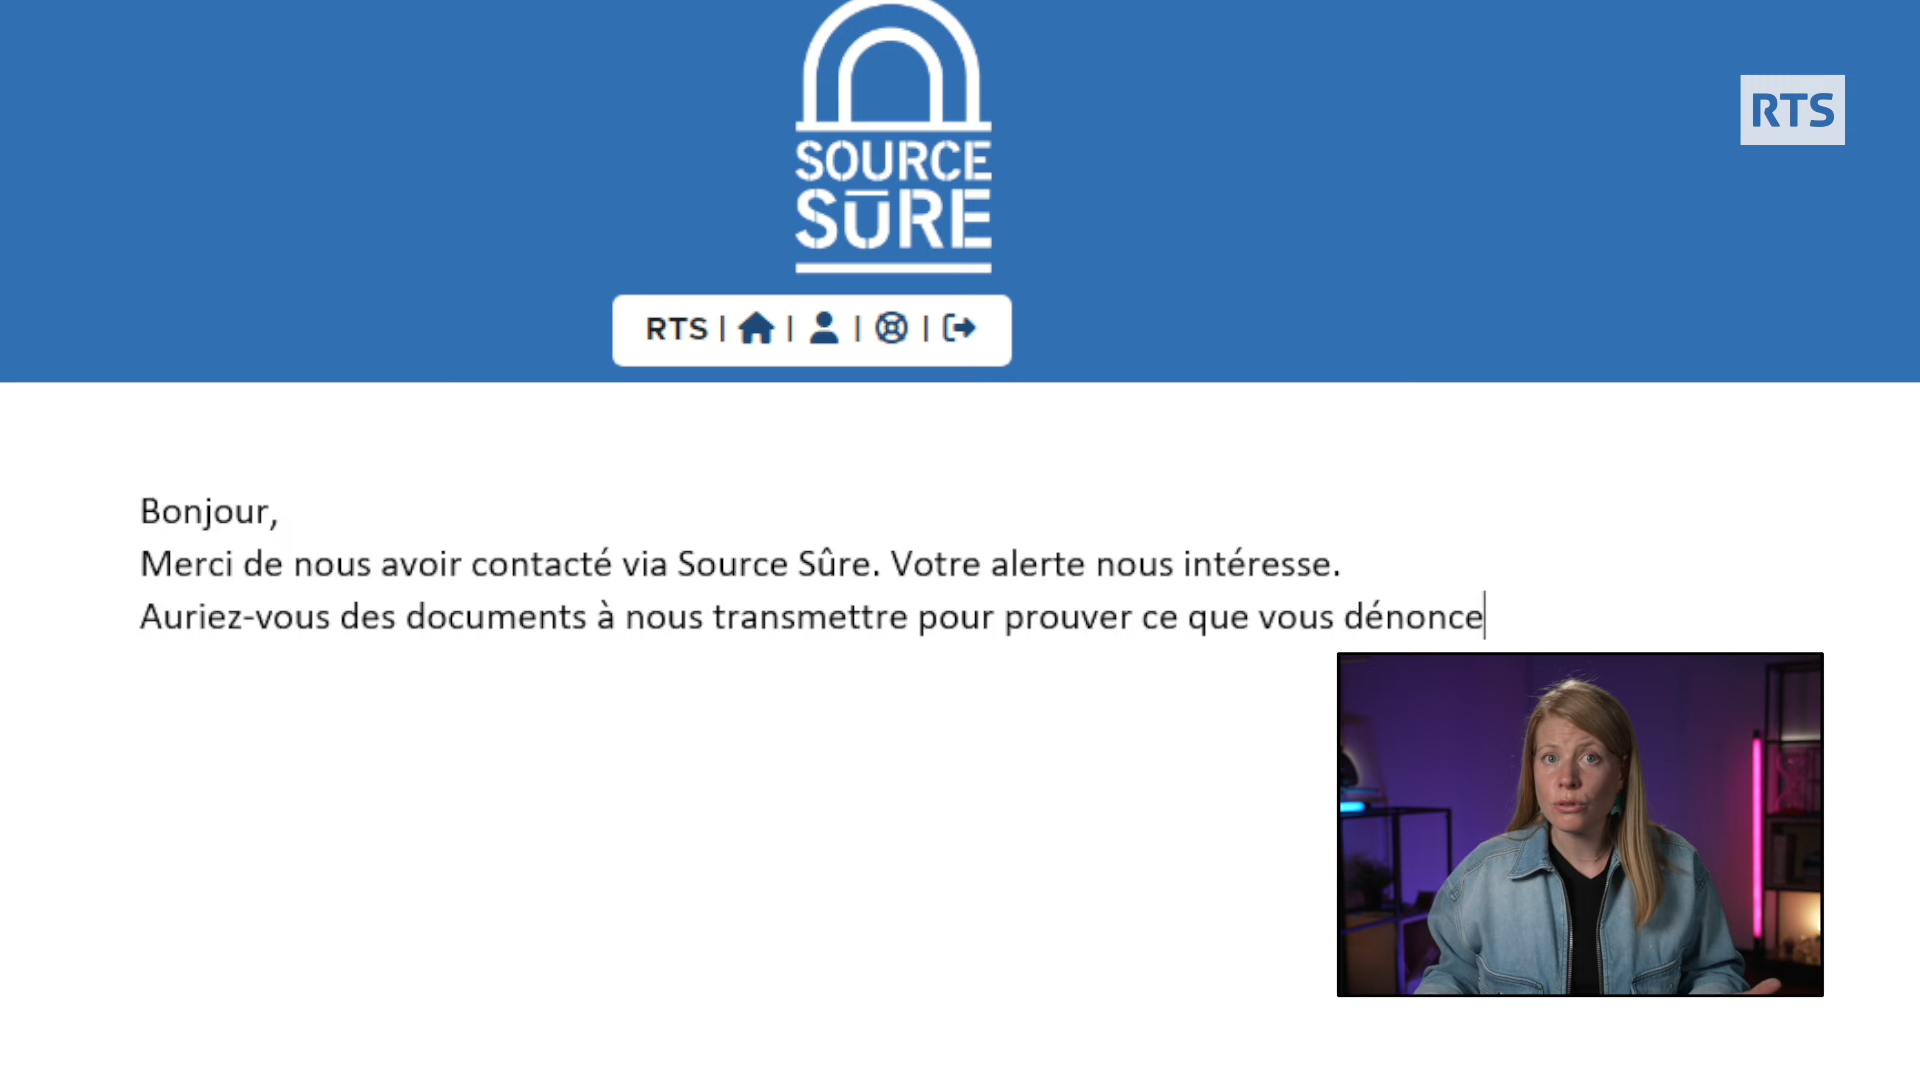 SOURCE
SÛRE
RTS
RTS | | | |
Bonjour,
Merci de nous avoir contacté via Source Sûre. Votre alerte nous intéresse.
Auriez-vous des documents à nous transmettre pour prouver ce que vous dénonce